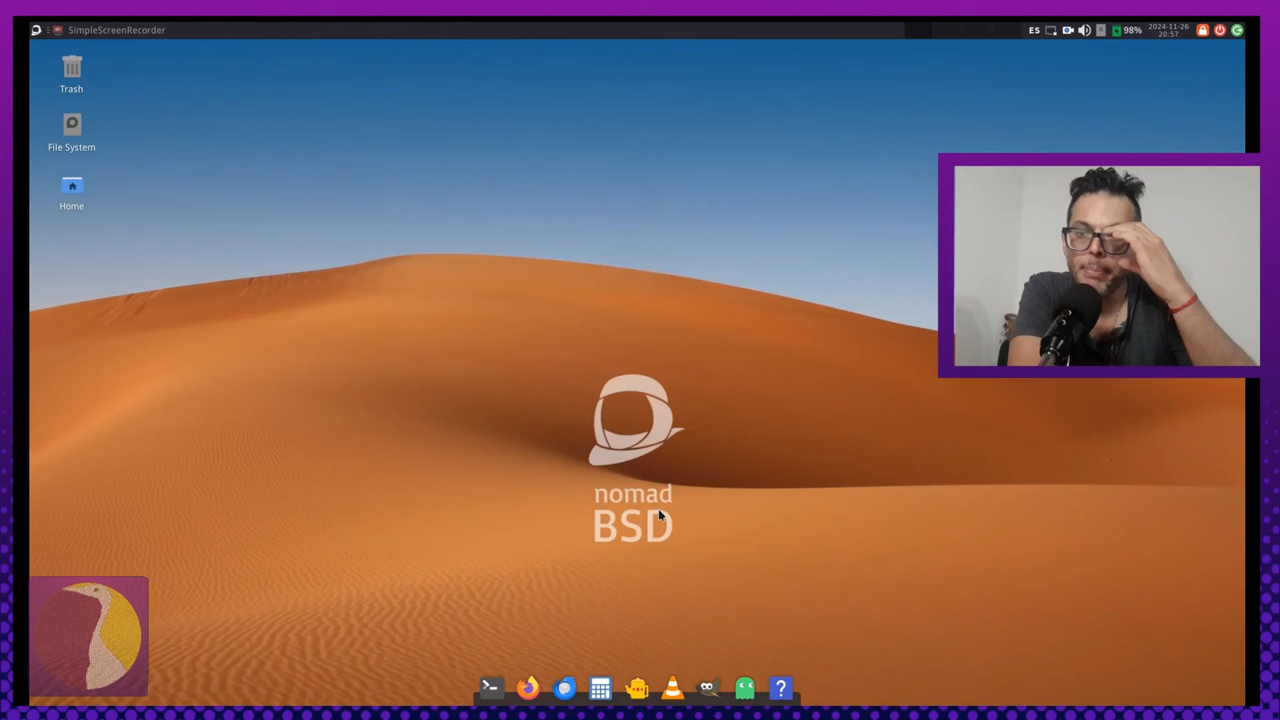 SimpleScreenRecorder
ES
98%
2024-11-26
20:57
Trash
File System
Home
nomad
BSD
?